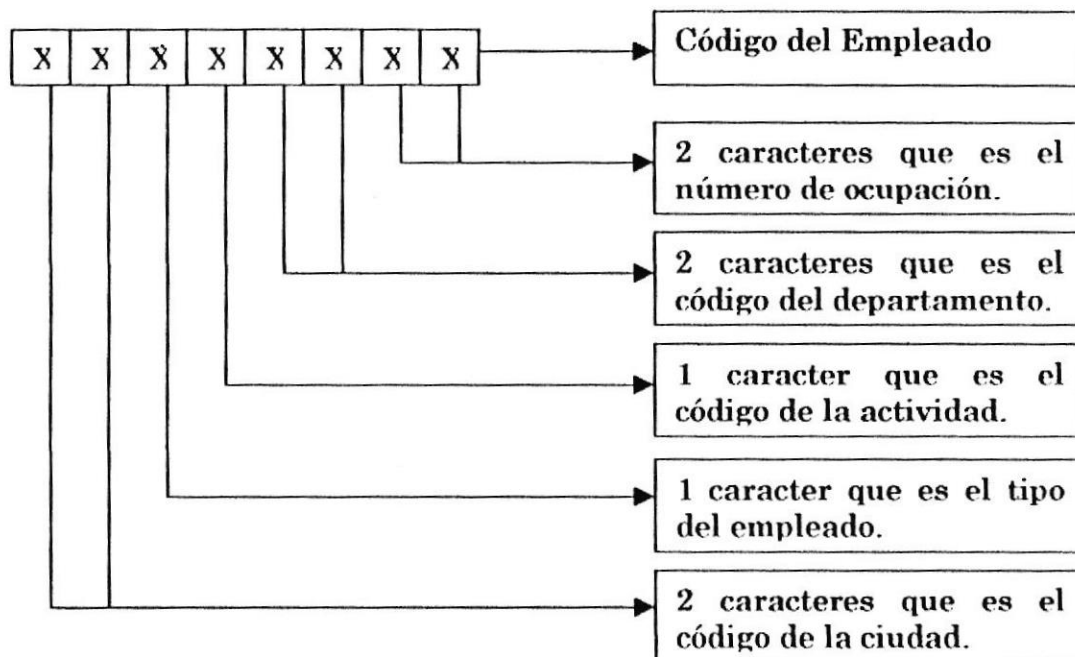 X X X X X X X X
Código del Empleado
2 caracteres que es el
número de ocupación.
2 caracteres que es el
código del departamento.
1 caracter que es el
código de la actividad.
1 caracter que es el tipo
del empleado.
2 caracteres que es el
código de la ciudad.